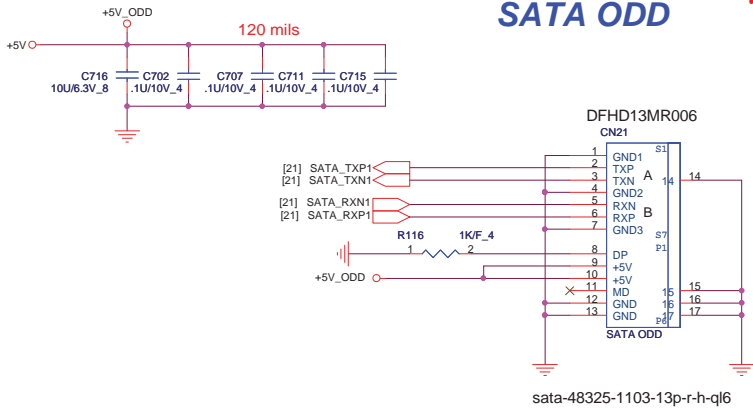 SATA ODD
+5V_ODD
+5V
120 mils
C716 C702 C707 C711 C715
10U/6.3V_8 .1U/10V_4 .1U/10V_4 .1U/10V_4 .1U/10V_4
DFHD13MR006
CN21
1 GND1 S1
[21] SATA_TXP1 2 TXP
[21] SATA_TXN1 3 TXN A 14 14
4 GND2
[21] SATA_RXN1 5 RXN B
[21] SATA_RXP1 6 RXP
7 GND3 S7
P1
R116 1K/F_4
1 2 8 DP
9 +5V
+5V_ODD 10 +5V
11 MD 15 15
12 GND 16 16
13 GND 17 17
P6
SATA ODD
sata-48325-1103-13p-r-h-ql6